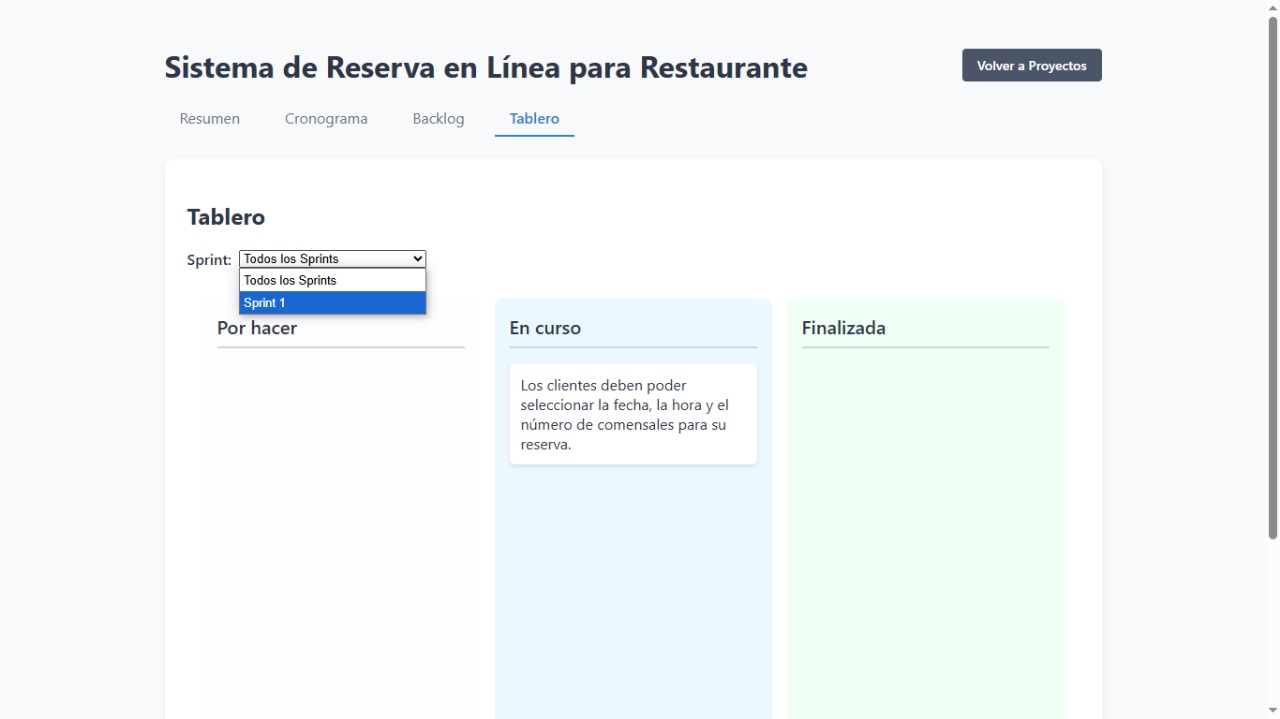 Sistema de Reserva en Línea para Restaurante
Volver a Proyectos
Resumen
Cronograma
Backlog
Tablero
Tablero
Sprint:
Todos los Sprints
Todos los Sprints
Sprint 1
Por hacer
En curso
Los clientes deben poder
seleccionar la fecha, la hora y el
número de comensales para su
reserva.
Finalizada